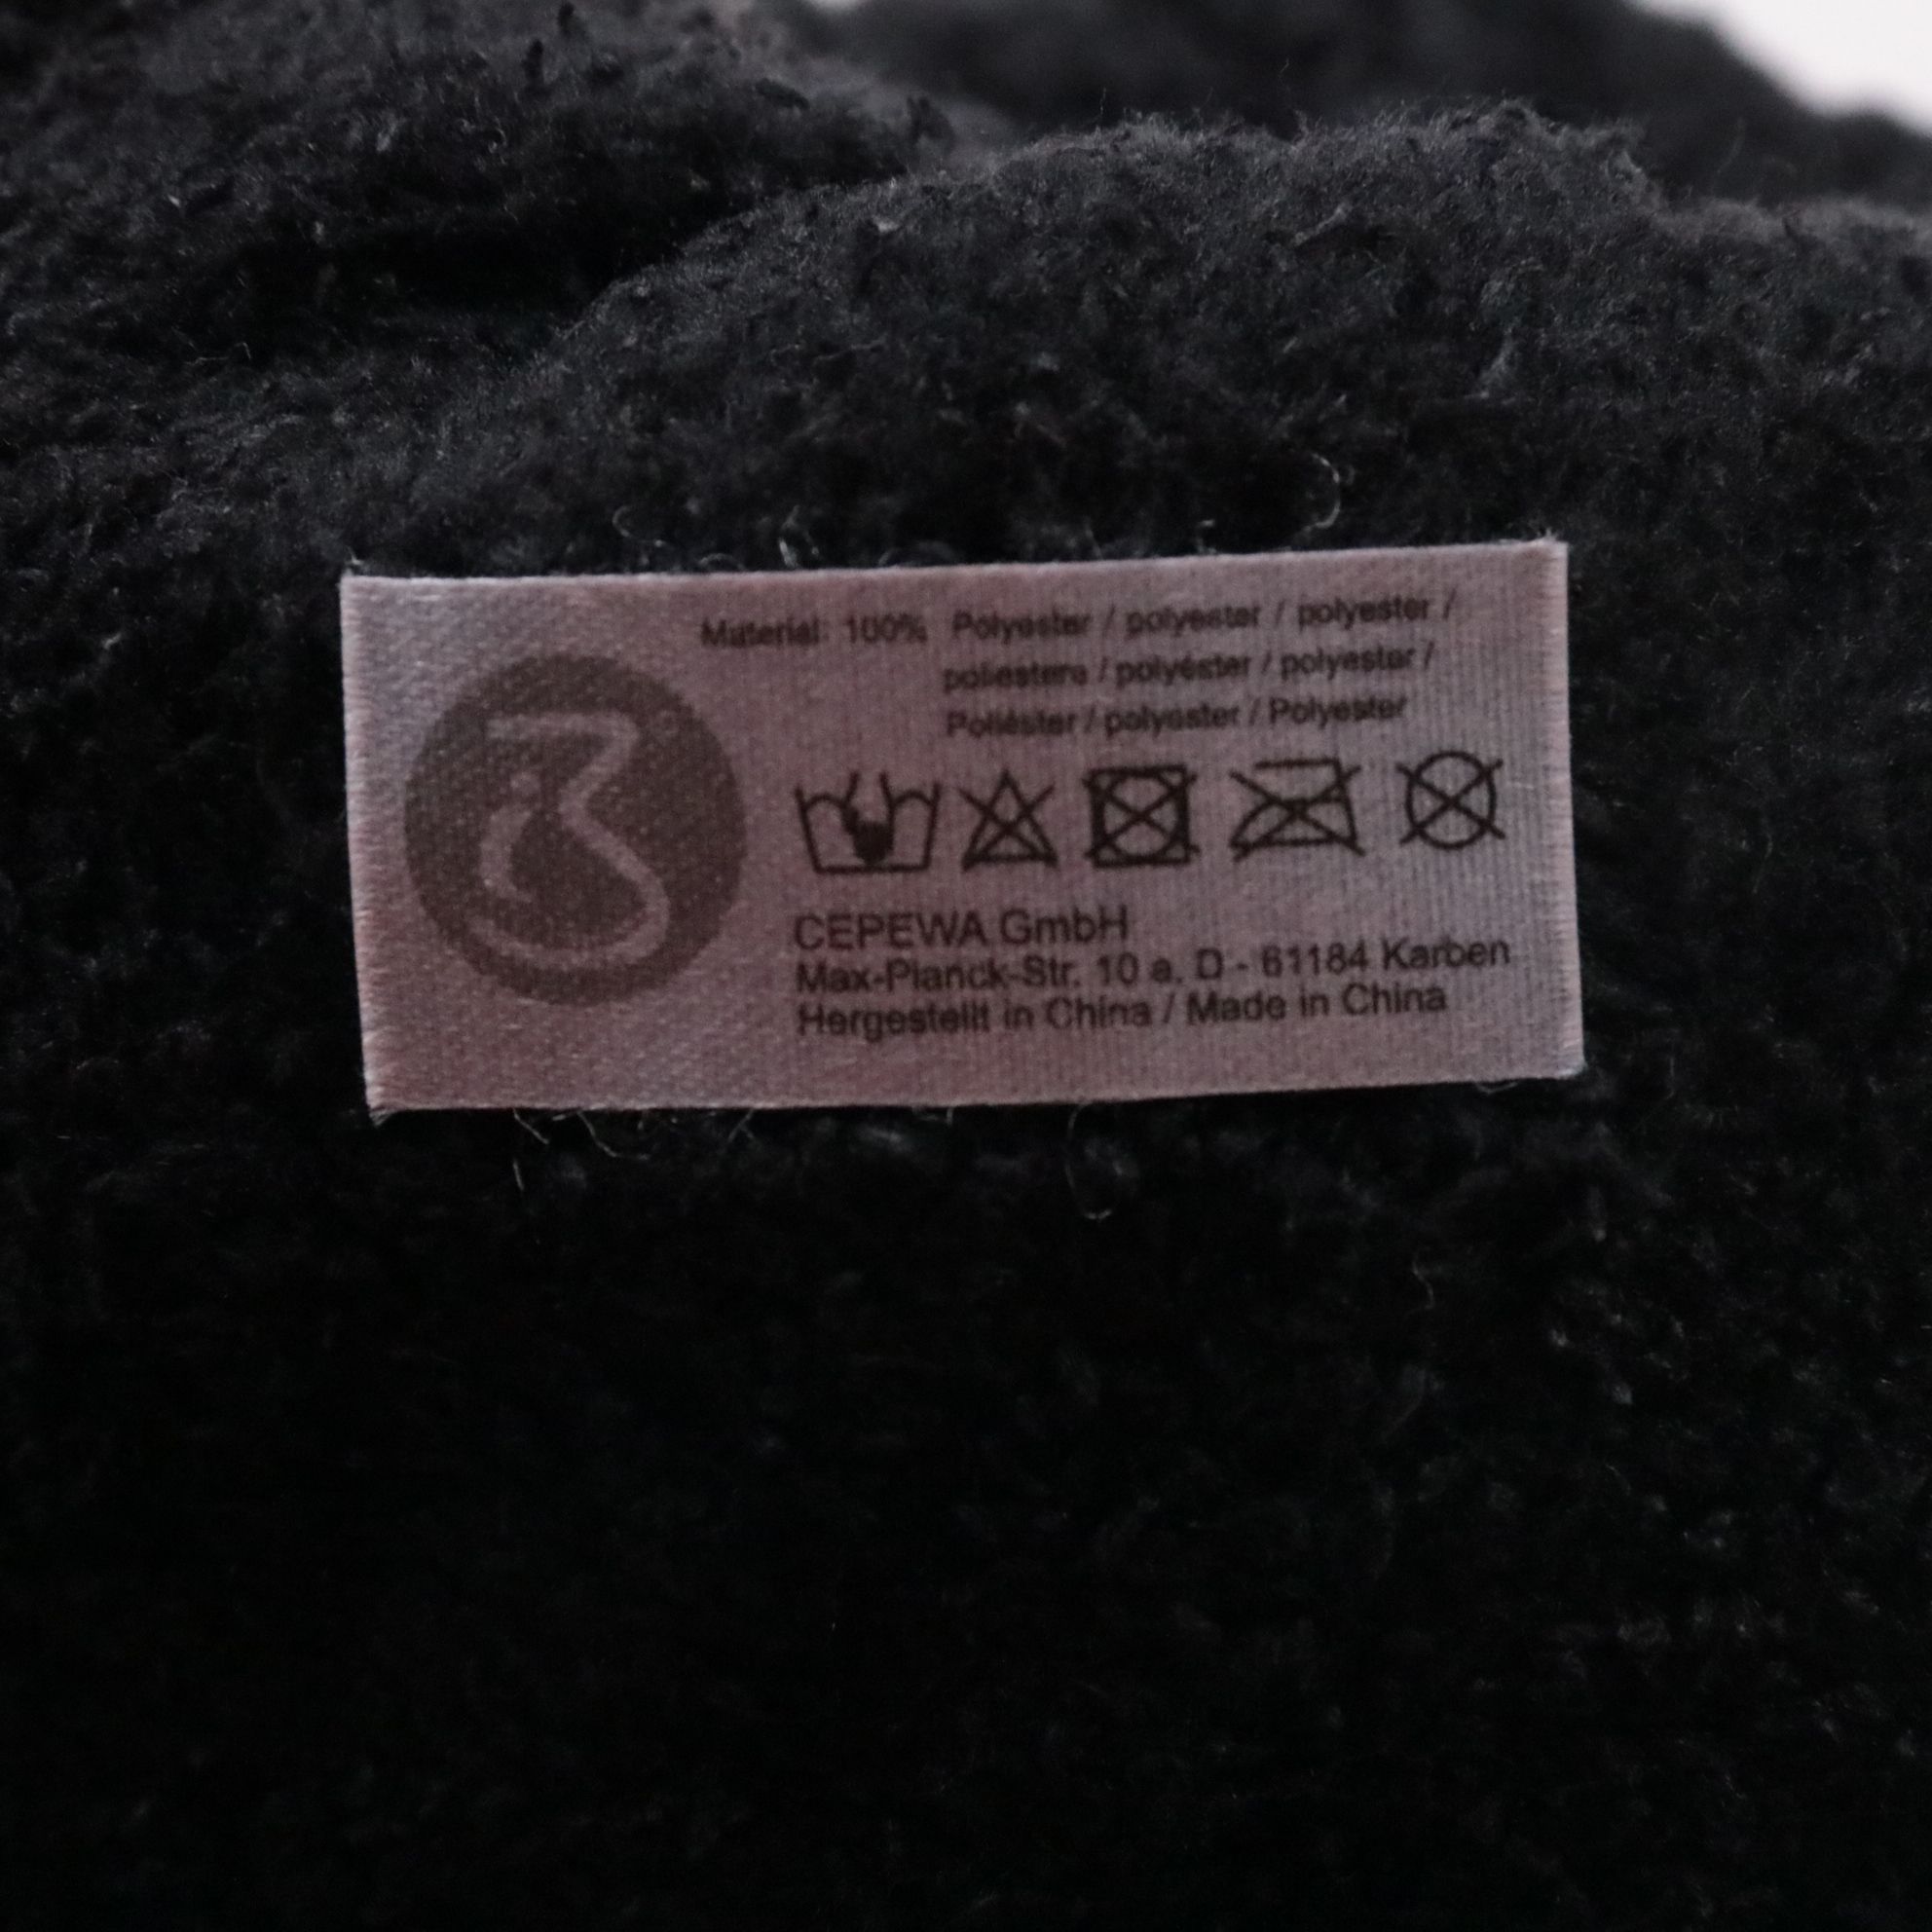 Material: 100% Polyester / polyester / polyester /
poliestere / polyéster / polyester /
Poliéster / polyester / Polyester
CEPEWA GmbH
Max-Planck-Str. 10 a. D - 61184 Karben
Hergestellt in China / Made in China